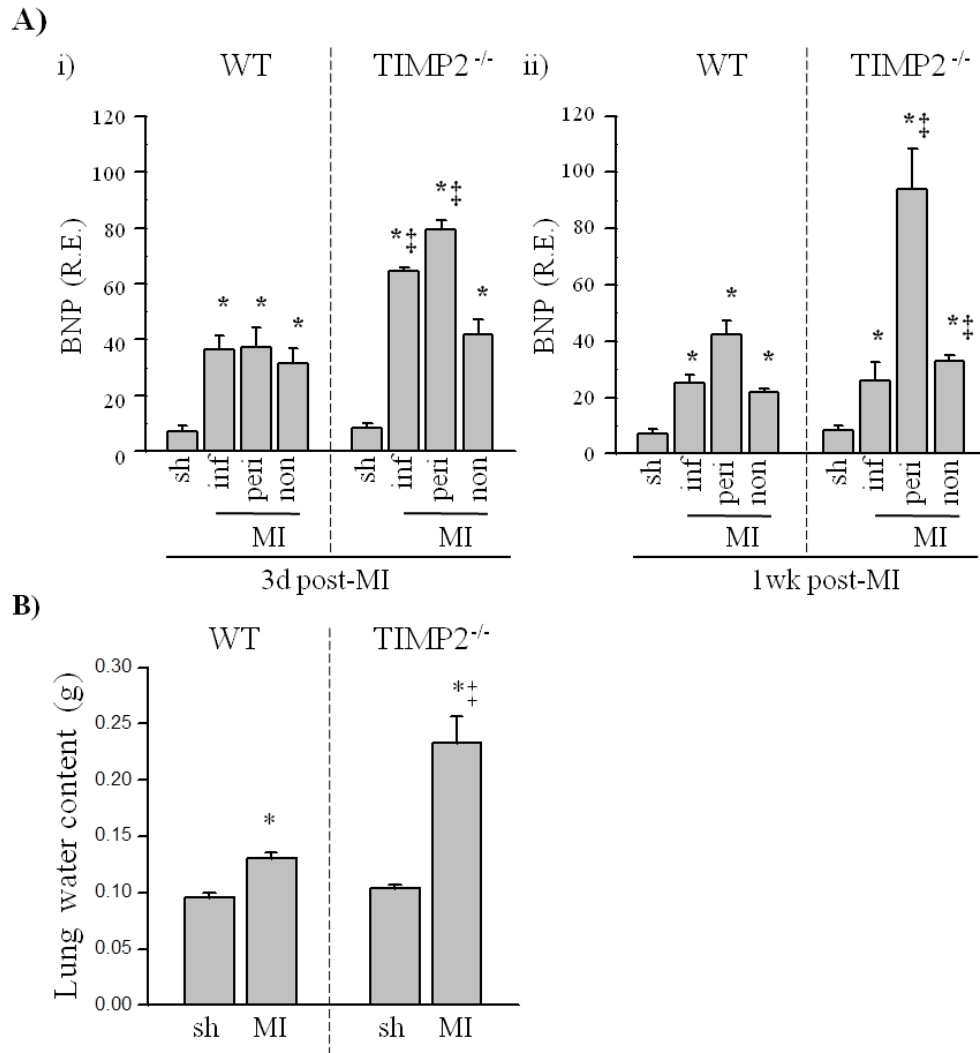 A)
i) WT TIMP2-/- ii) WT TIMP2-/-
120 120
*‡
100 100
*‡
80 80
*‡
BNP (R.E.) BNP (R.E.)
60 60
* * * * *
40 40
* * * *‡
20 20
0 0
sh inf peri non sh inf peri non sh inf peri non sh inf peri non
MI MI MI MI
3d post-MI 1wk post-MI
B)
WT TIMP2-/-
0.30
*‡
0.25
0.20
Lung water content (g)
0.15
*
0.10
0.05
0.00
sh MI sh MI